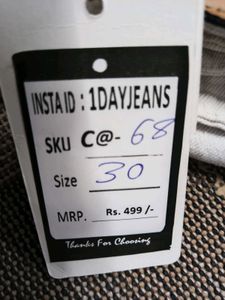 INSTA ID : 1DAYJEANS
SKU C@- 68
Size 30
MRP. Rs. 499 /-
Thanks For Choosing